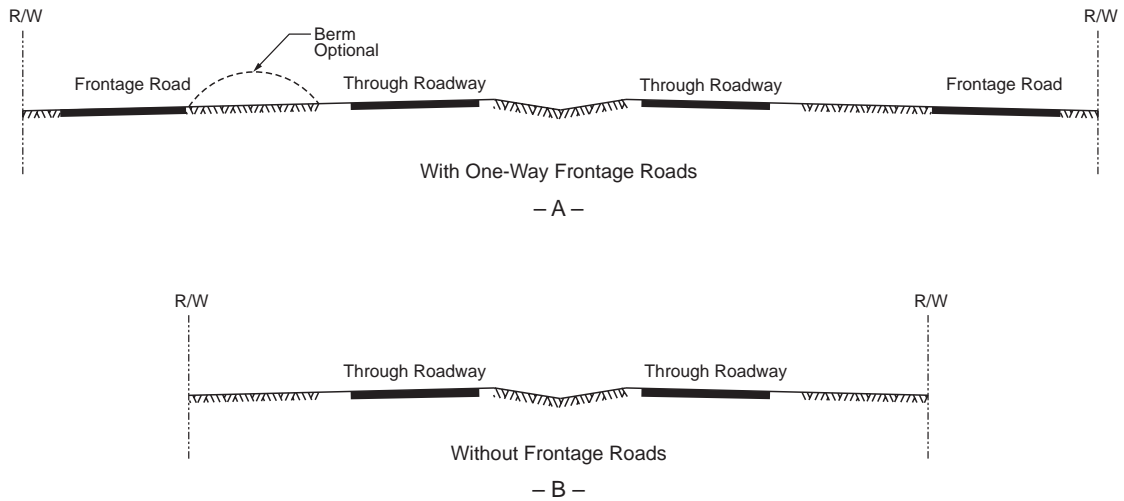 R/W
R/W
Berm
Optional
Frontage Road
Through Roadway
Through Roadway
Frontage Road
With One-Way Frontage Roads
– A –
R/W
R/W
Through Roadway
Through Roadway
Without Frontage Roads
– B –